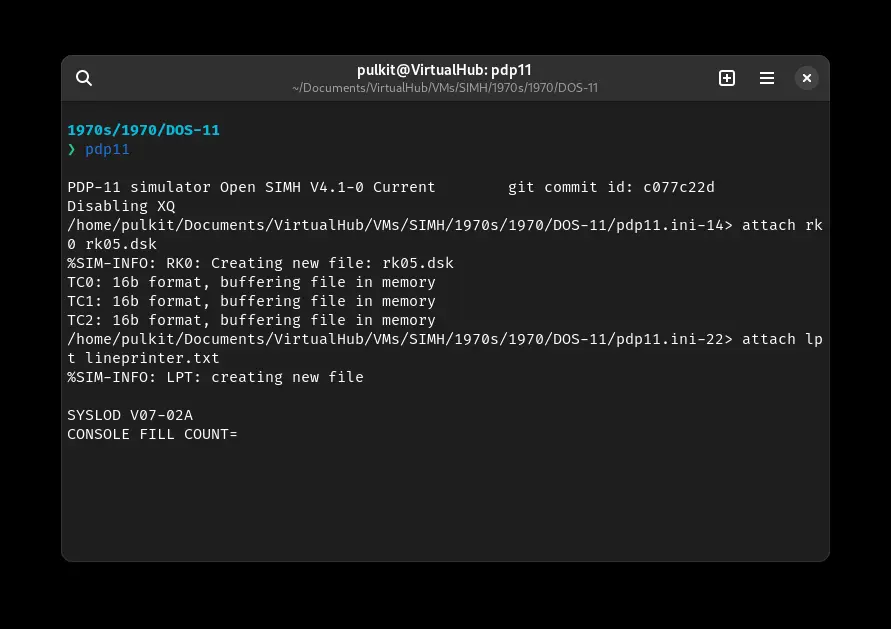 pulkit@VirtualHub: pdp11
~/Documents/VirtualHub/VMs/SIMH/1970s/1970/DOS-11
1970s/1970/DOS-11
❯ pdp11
PDP-11 simulator Open SIMH V4.1-0 Current        git commit id: c077c22d
Disabling XQ
/home/pulkit/Documents/VirtualHub/VMs/SIMH/1970s/1970/DOS-11/pdp11.ini-14> attach rk
0 rk05.dsk
%SIM-INFO: RK0: Creating new file: rk05.dsk
TC0: 16b format, buffering file in memory
TC1: 16b format, buffering file in memory
TC2: 16b format, buffering file in memory
/home/pulkit/Documents/VirtualHub/VMs/SIMH/1970s/1970/DOS-11/pdp11.ini-22> attach lp
t lineprinter.txt
%SIM-INFO: LPT: creating new file
SYSLOD V07-02A
CONSOLE FILL COUNT=